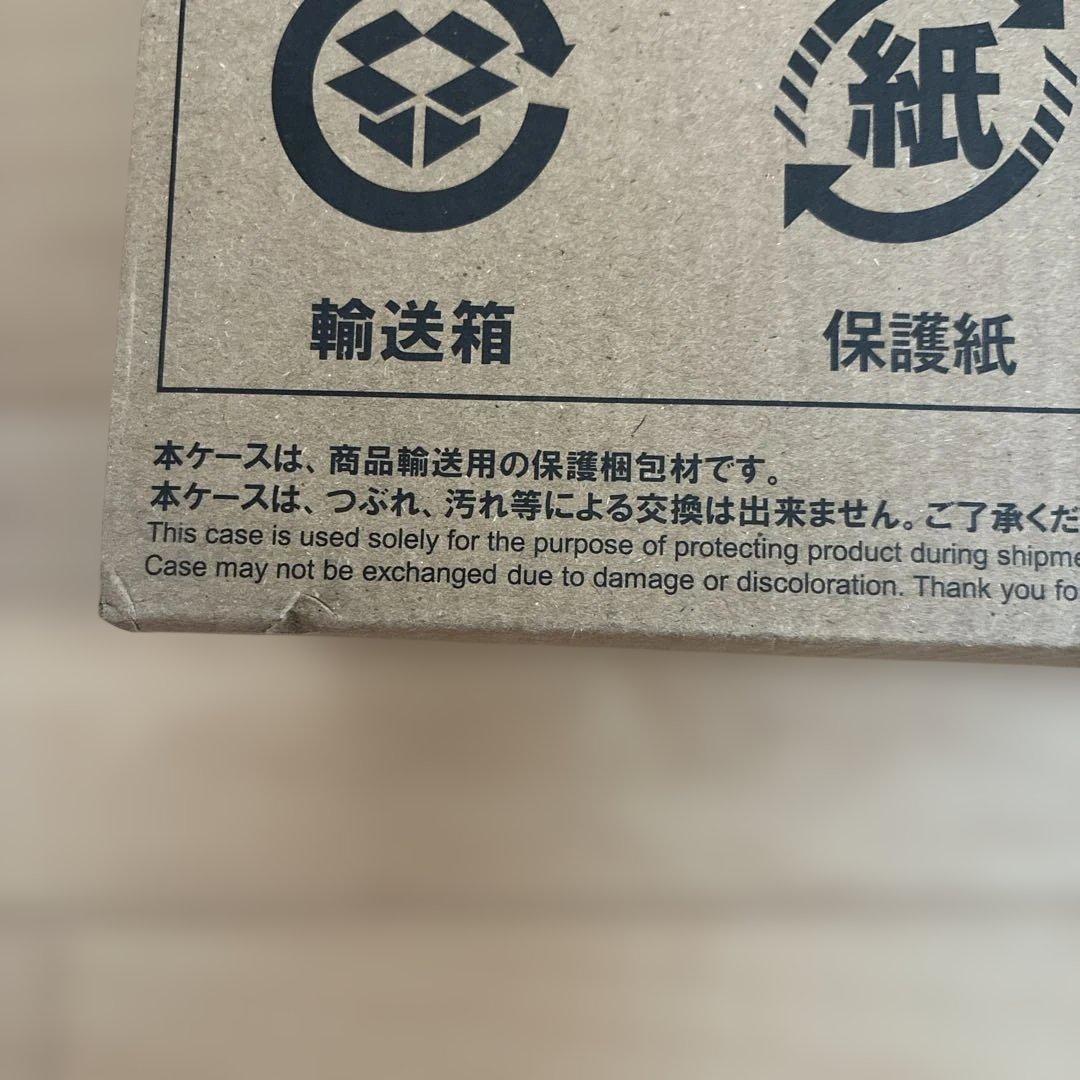 紙
輸送箱
保護紙
本ケースは、商品輸送用の保護梱包材です。
本ケースは、つぶれ、汚れ等による交換は出来ません。ご了承くだ
This case is used solely for the purpose of protecting product during shipme
Case may not be exchanged due to damage or discoloration. Thank you fo